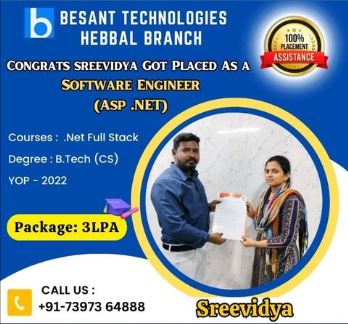 b
BESANT TECHNOLOGIES
HEBBAL BRANCH
100%
PLACEMENT
ASSISTANCE
CONGRATS SREEVIDYA GOT PLACED AS A
SOFTWARE ENGINEER
(ASP .NET)
Courses : .Net Full Stack
Degree : B.Tech (CS)
YOP - 2022
Package: 3LPA
CALL US :
+91-73973 64888
Sreevidya